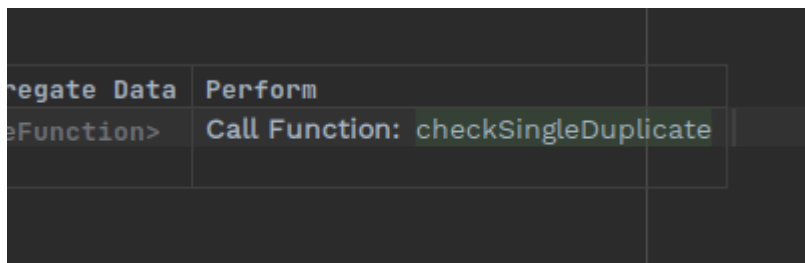 regate Data Perform
eFunction> Call Function: checkSingleDuplicate